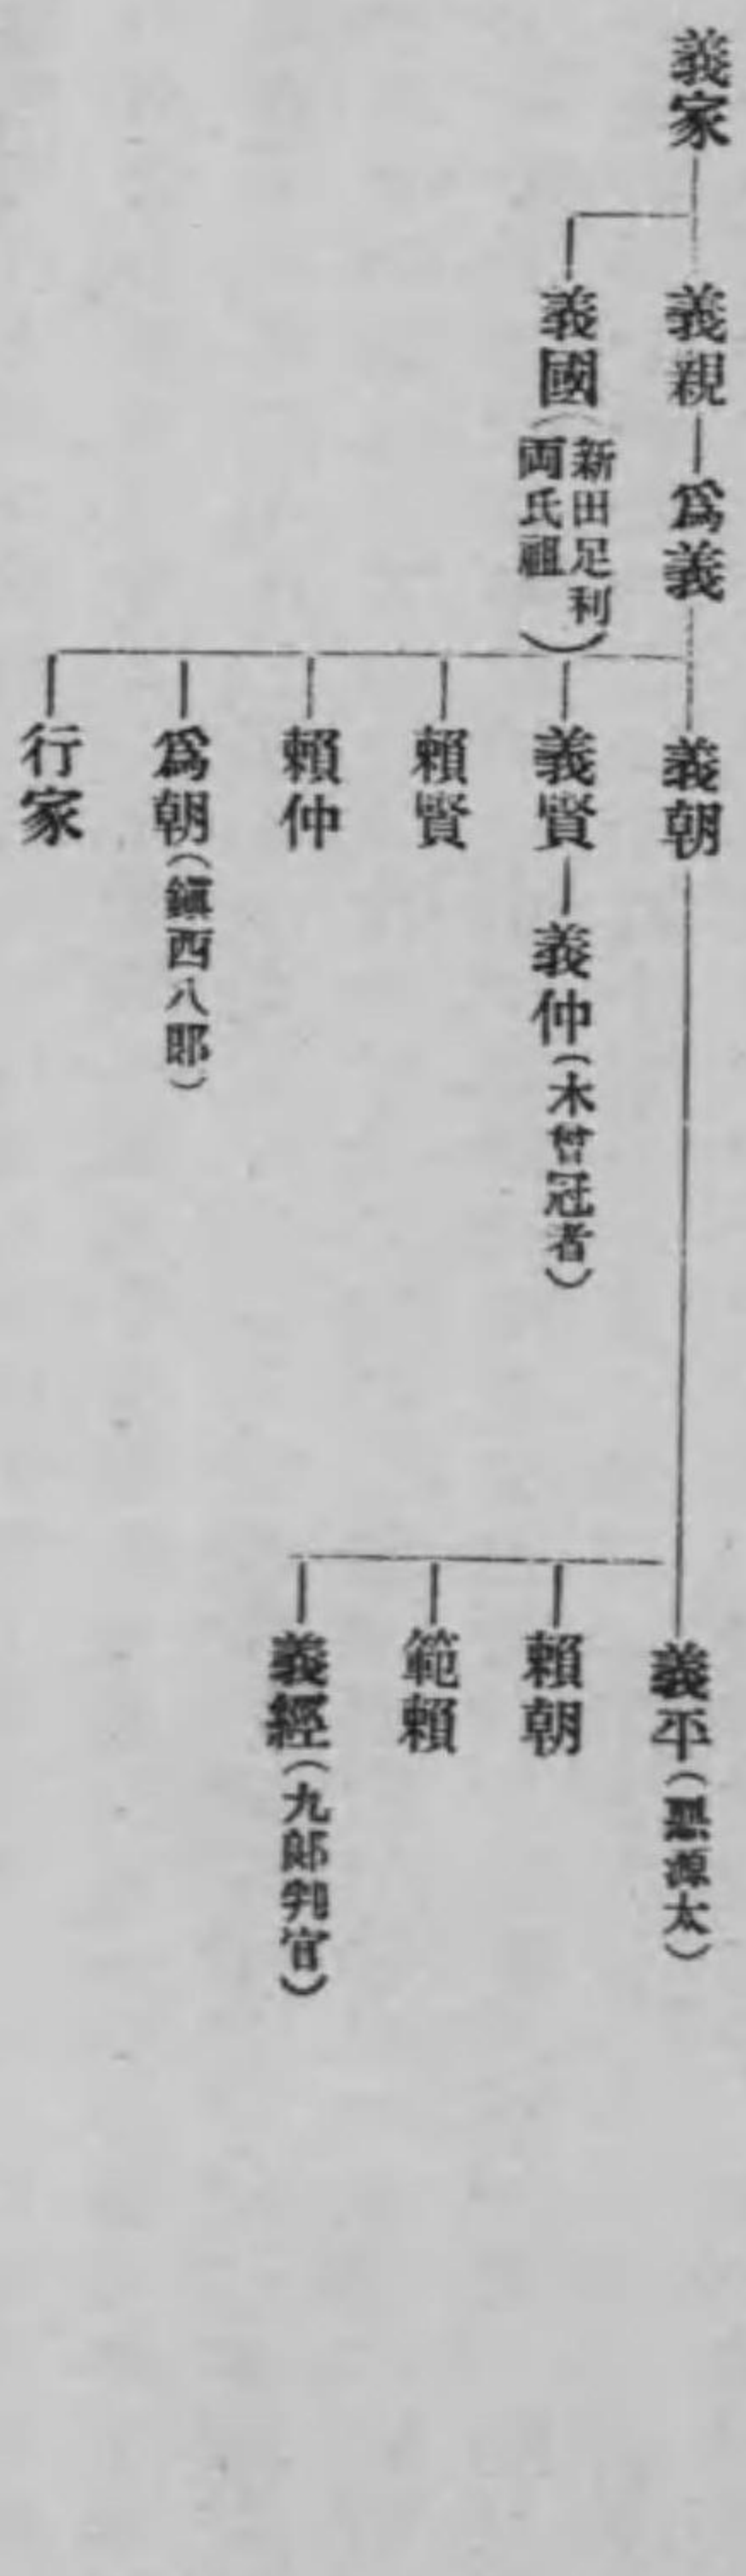 義家
義親
爲義
義國(新田足利
両氏祖)
義朝
義賢
義仲(木曾冠者)
賴賢
賴仲
爲朝(鎭西八郎)
行家
義平(悪源太)
賴朝
範賴
義經(九郎判官)